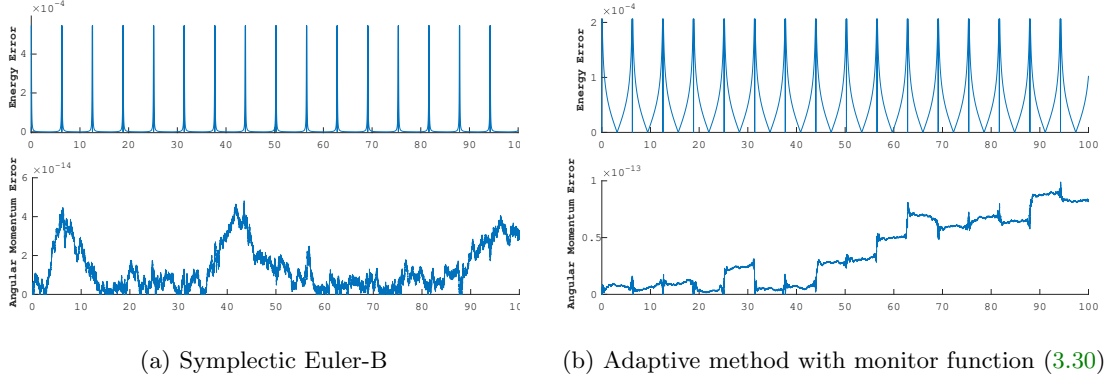 ×10⁻⁴
4
2
0
Energy Error
0 10 20 30 40 50 60 70 80 90 100
×10⁻¹⁴
6
4
2
0
Angular Momentum Error
0 10 20 30 40 50 60 70 80 90 100
(a) Symplectic Euler-B
×10⁻⁴
2
1
0
Energy Error
0 10 20 30 40 50 60 70 80 90 100
×10⁻¹³
1
0.5
0
Angular Momentum Error
0 10 20 30 40 50 60 70 80 90 100
(b) Adaptive method with monitor function (3.30)